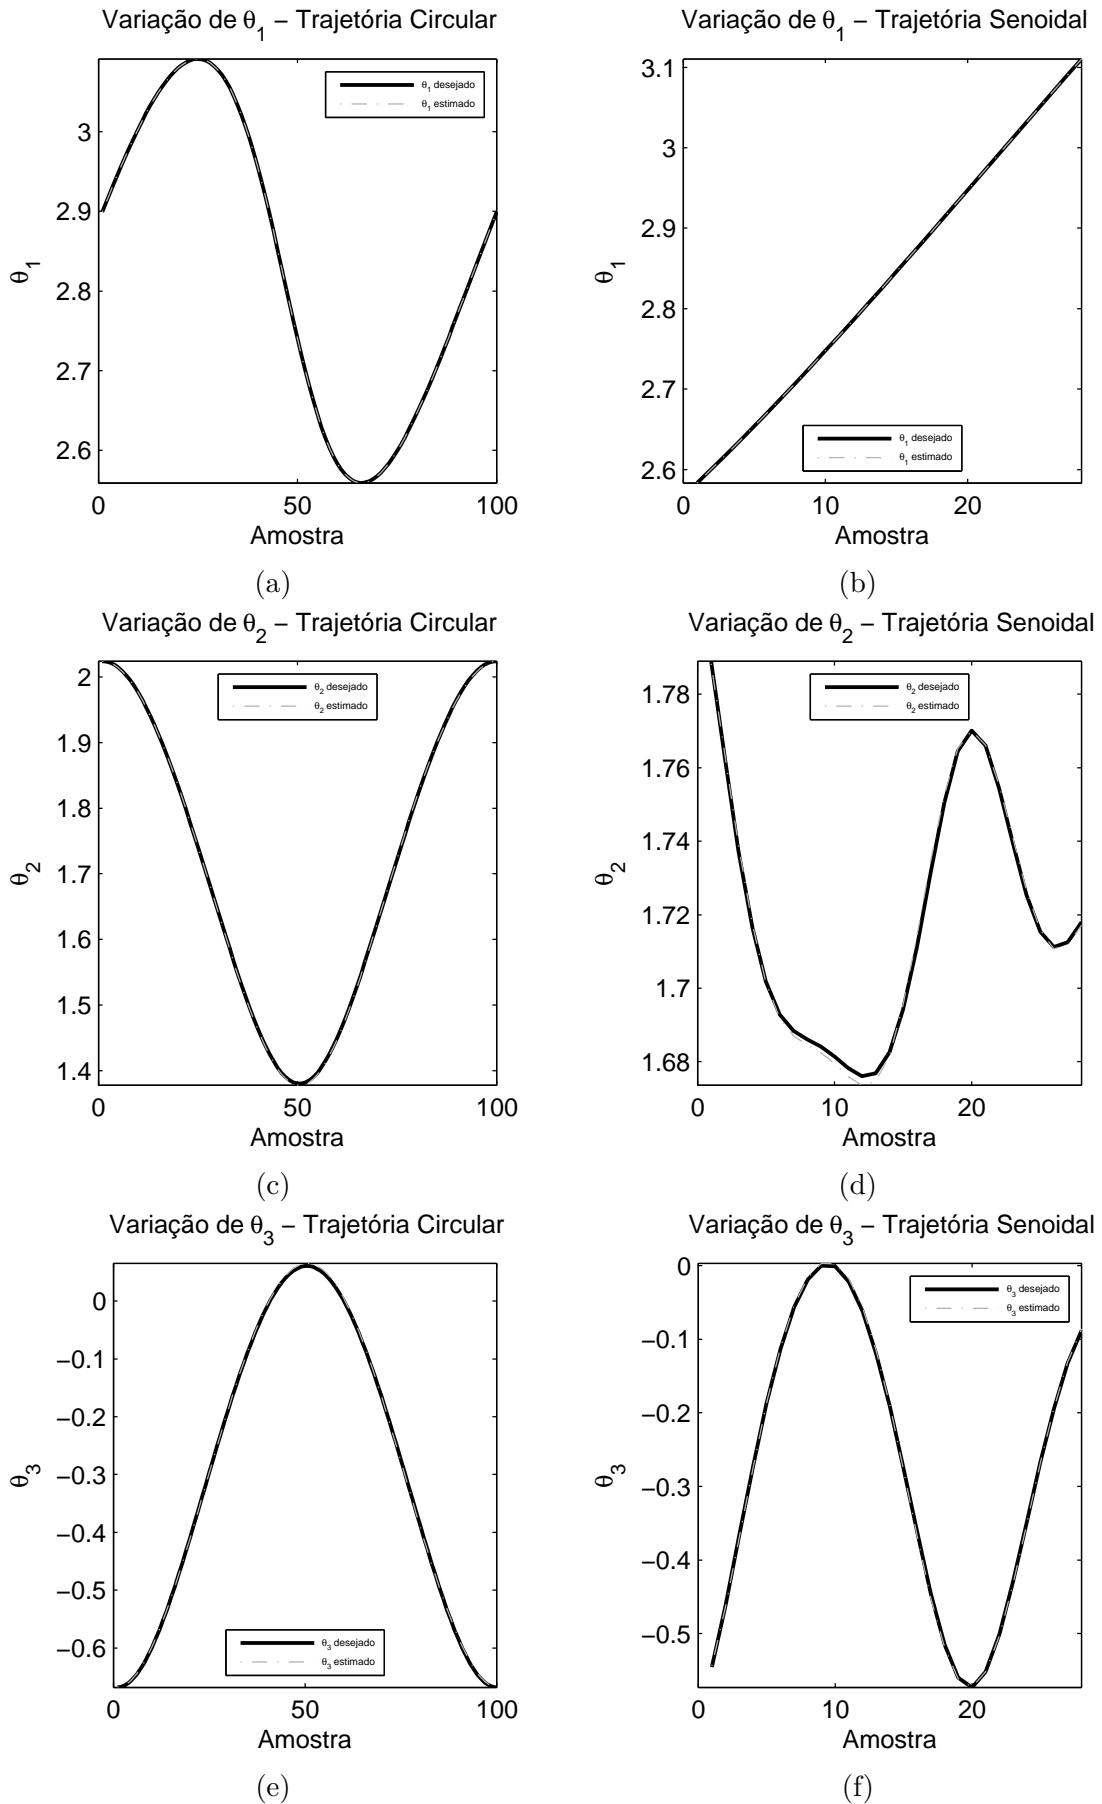 Variação de θ1 – Trajetória Circular
θ1 desejado
θ1 estimado
3
2.9
2.8
2.7
2.6
θ1
0
50
100
Amostra
(a)
Variação de θ1 – Trajetória Senoidal
3.1
3
2.9
2.8
2.7
2.6
θ1
θ1 desejado
θ1 estimado
0
10
20
Amostra
(b)
Variação de θ2 – Trajetória Circular
θ2 desejado
θ2 estimado
2
1.9
1.8
1.7
1.6
1.5
1.4
θ2
0
50
100
Amostra
(c)
Variação de θ2 – Trajetória Senoidal
θ2 desejado
θ2 estimado
1.78
1.76
1.74
1.72
1.7
1.68
θ2
0
10
20
Amostra
(d)
Variação de θ3 – Trajetória Circular
0
−0.1
−0.2
−0.3
−0.4
−0.5
−0.6
θ3
θ3 desejado
θ3 estimado
0
50
100
Amostra
(e)
Variação de θ3 – Trajetória Senoidal
θ3 desejado
θ3 estimado
0
−0.1
−0.2
−0.3
−0.4
−0.5
θ3
0
10
20
Amostra
(f)